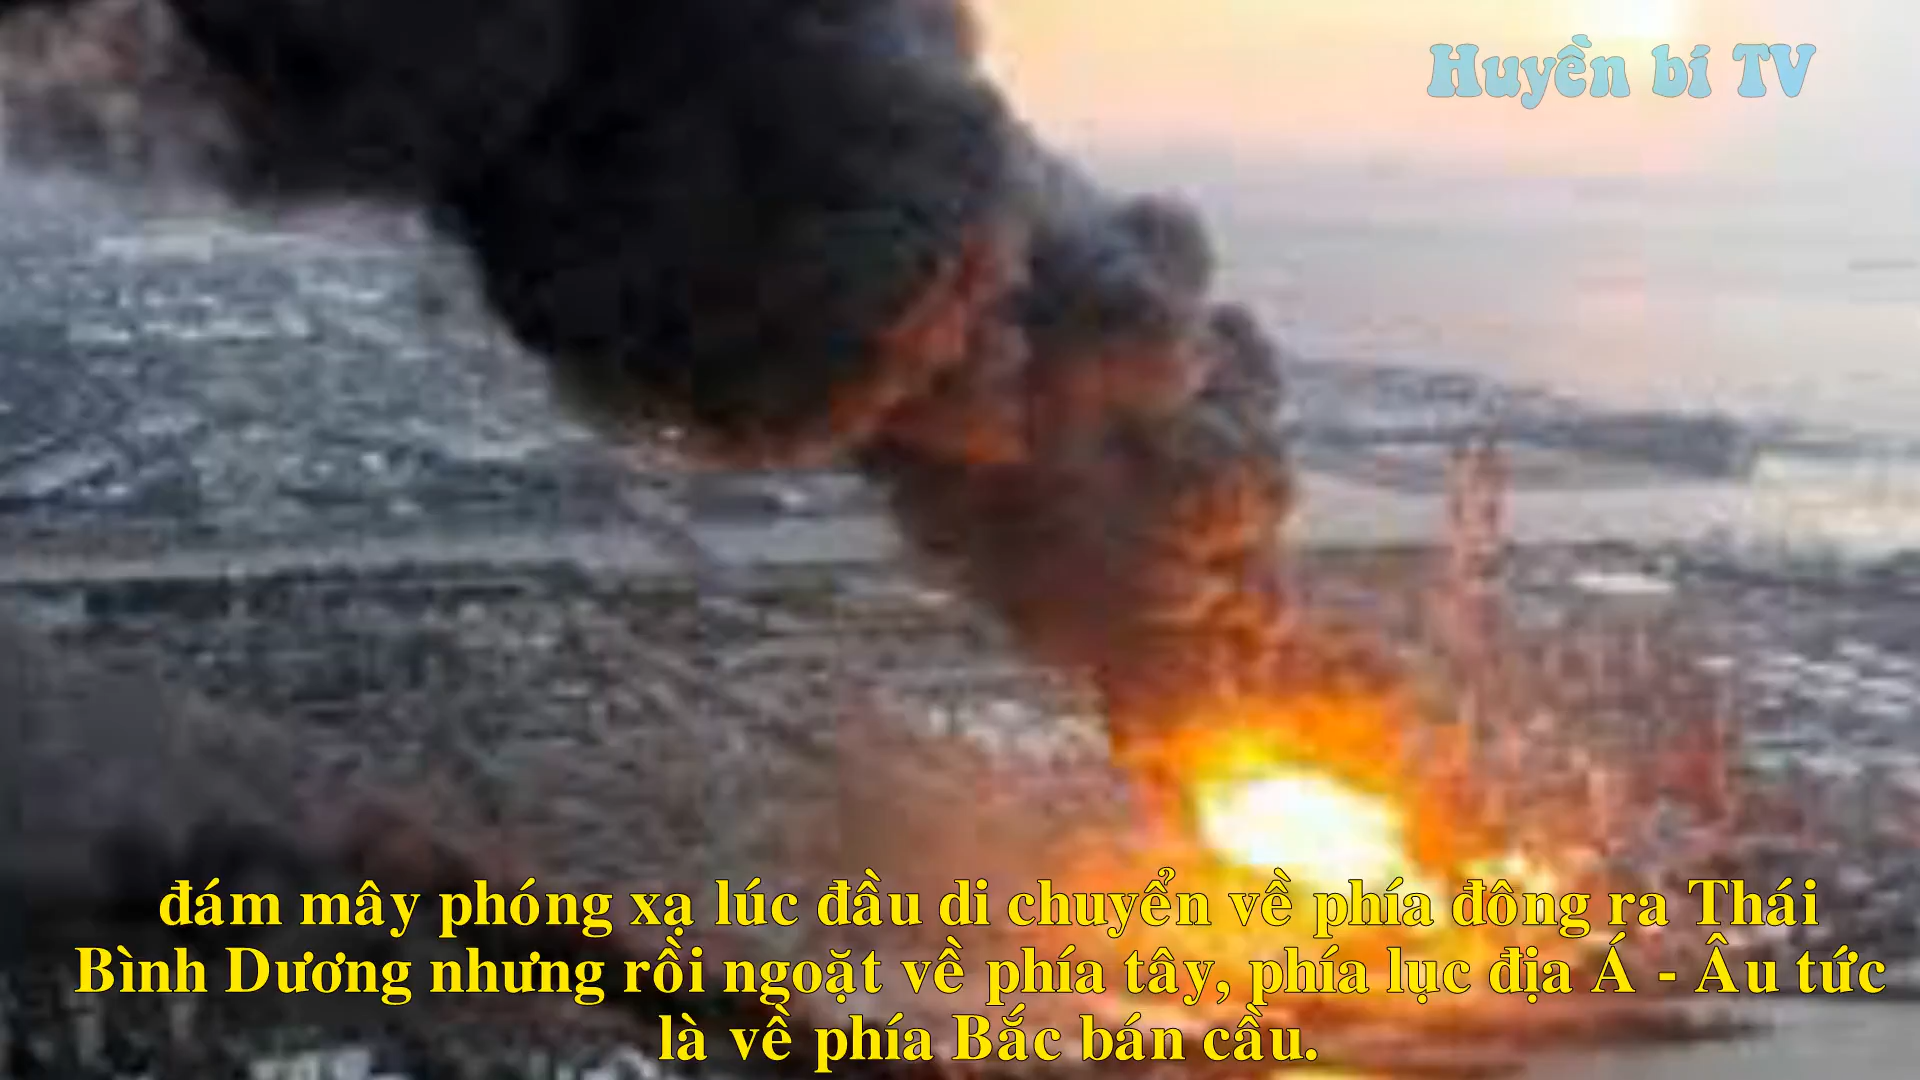 Huyền bí TV
đám mây phóng xạ lúc đầu di chuyển về phía đông ra Thái
Bình Dương nhưng rồi ngoặt về phía tây, phía lục địa Á - Âu tức
là về phía Bắc bán cầu.